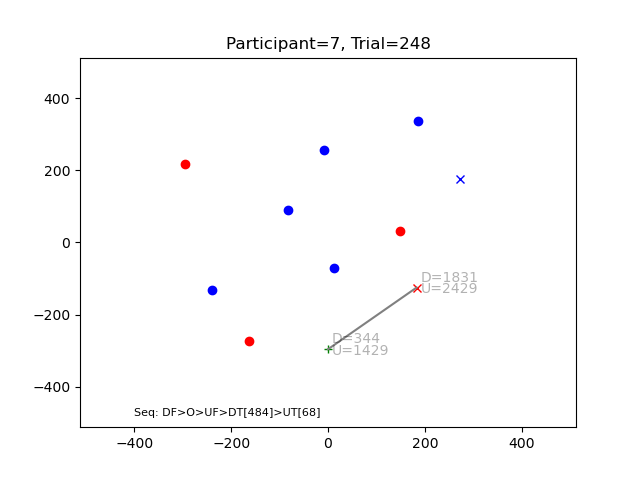 Participant=7, Trial=248
400
200
0
−200
−400
D=1831
U=2429
D=344
U=1429
Seq: DF>O>UF>DT[484]>UT[68]
−400 −200 0 200 400